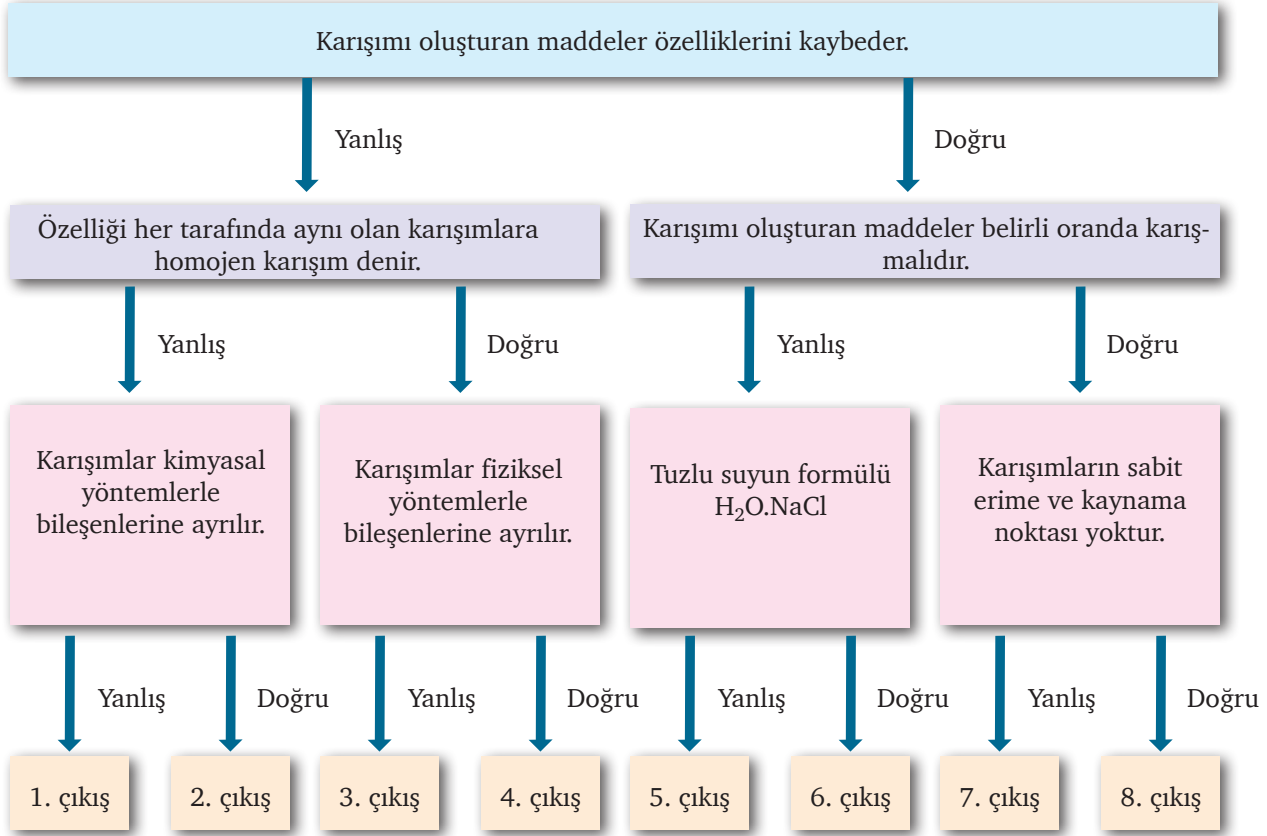 Karışımı oluşturan maddeler özelliklerini kaybeder.
Yanlış
Doğru
Özelliği her tarafında aynı olan karışımlara
homojen karışım denir.
Karışımı oluşturan maddeler belirli oranda karış-
malıdır.
Yanlış
Doğru
Yanlış
Doğru
Karışımlar kimyasal
yöntemlerle
bileşenlerine ayrılır.
Karışımlar fiziksel
yöntemlerle
bileşenlerine ayrılır.
Tuzlu suyun formülü
H₂O.NaCl
Karışımların sabit
erime ve kaynama
noktası yoktur.
Yanlış
Doğru
Yanlış
Doğru
Yanlış
Doğru
Yanlış
Doğru
1. çıkış
2. çıkış
3. çıkış
4. çıkış
5. çıkış
6. çıkış
7. çıkış
8. çıkış